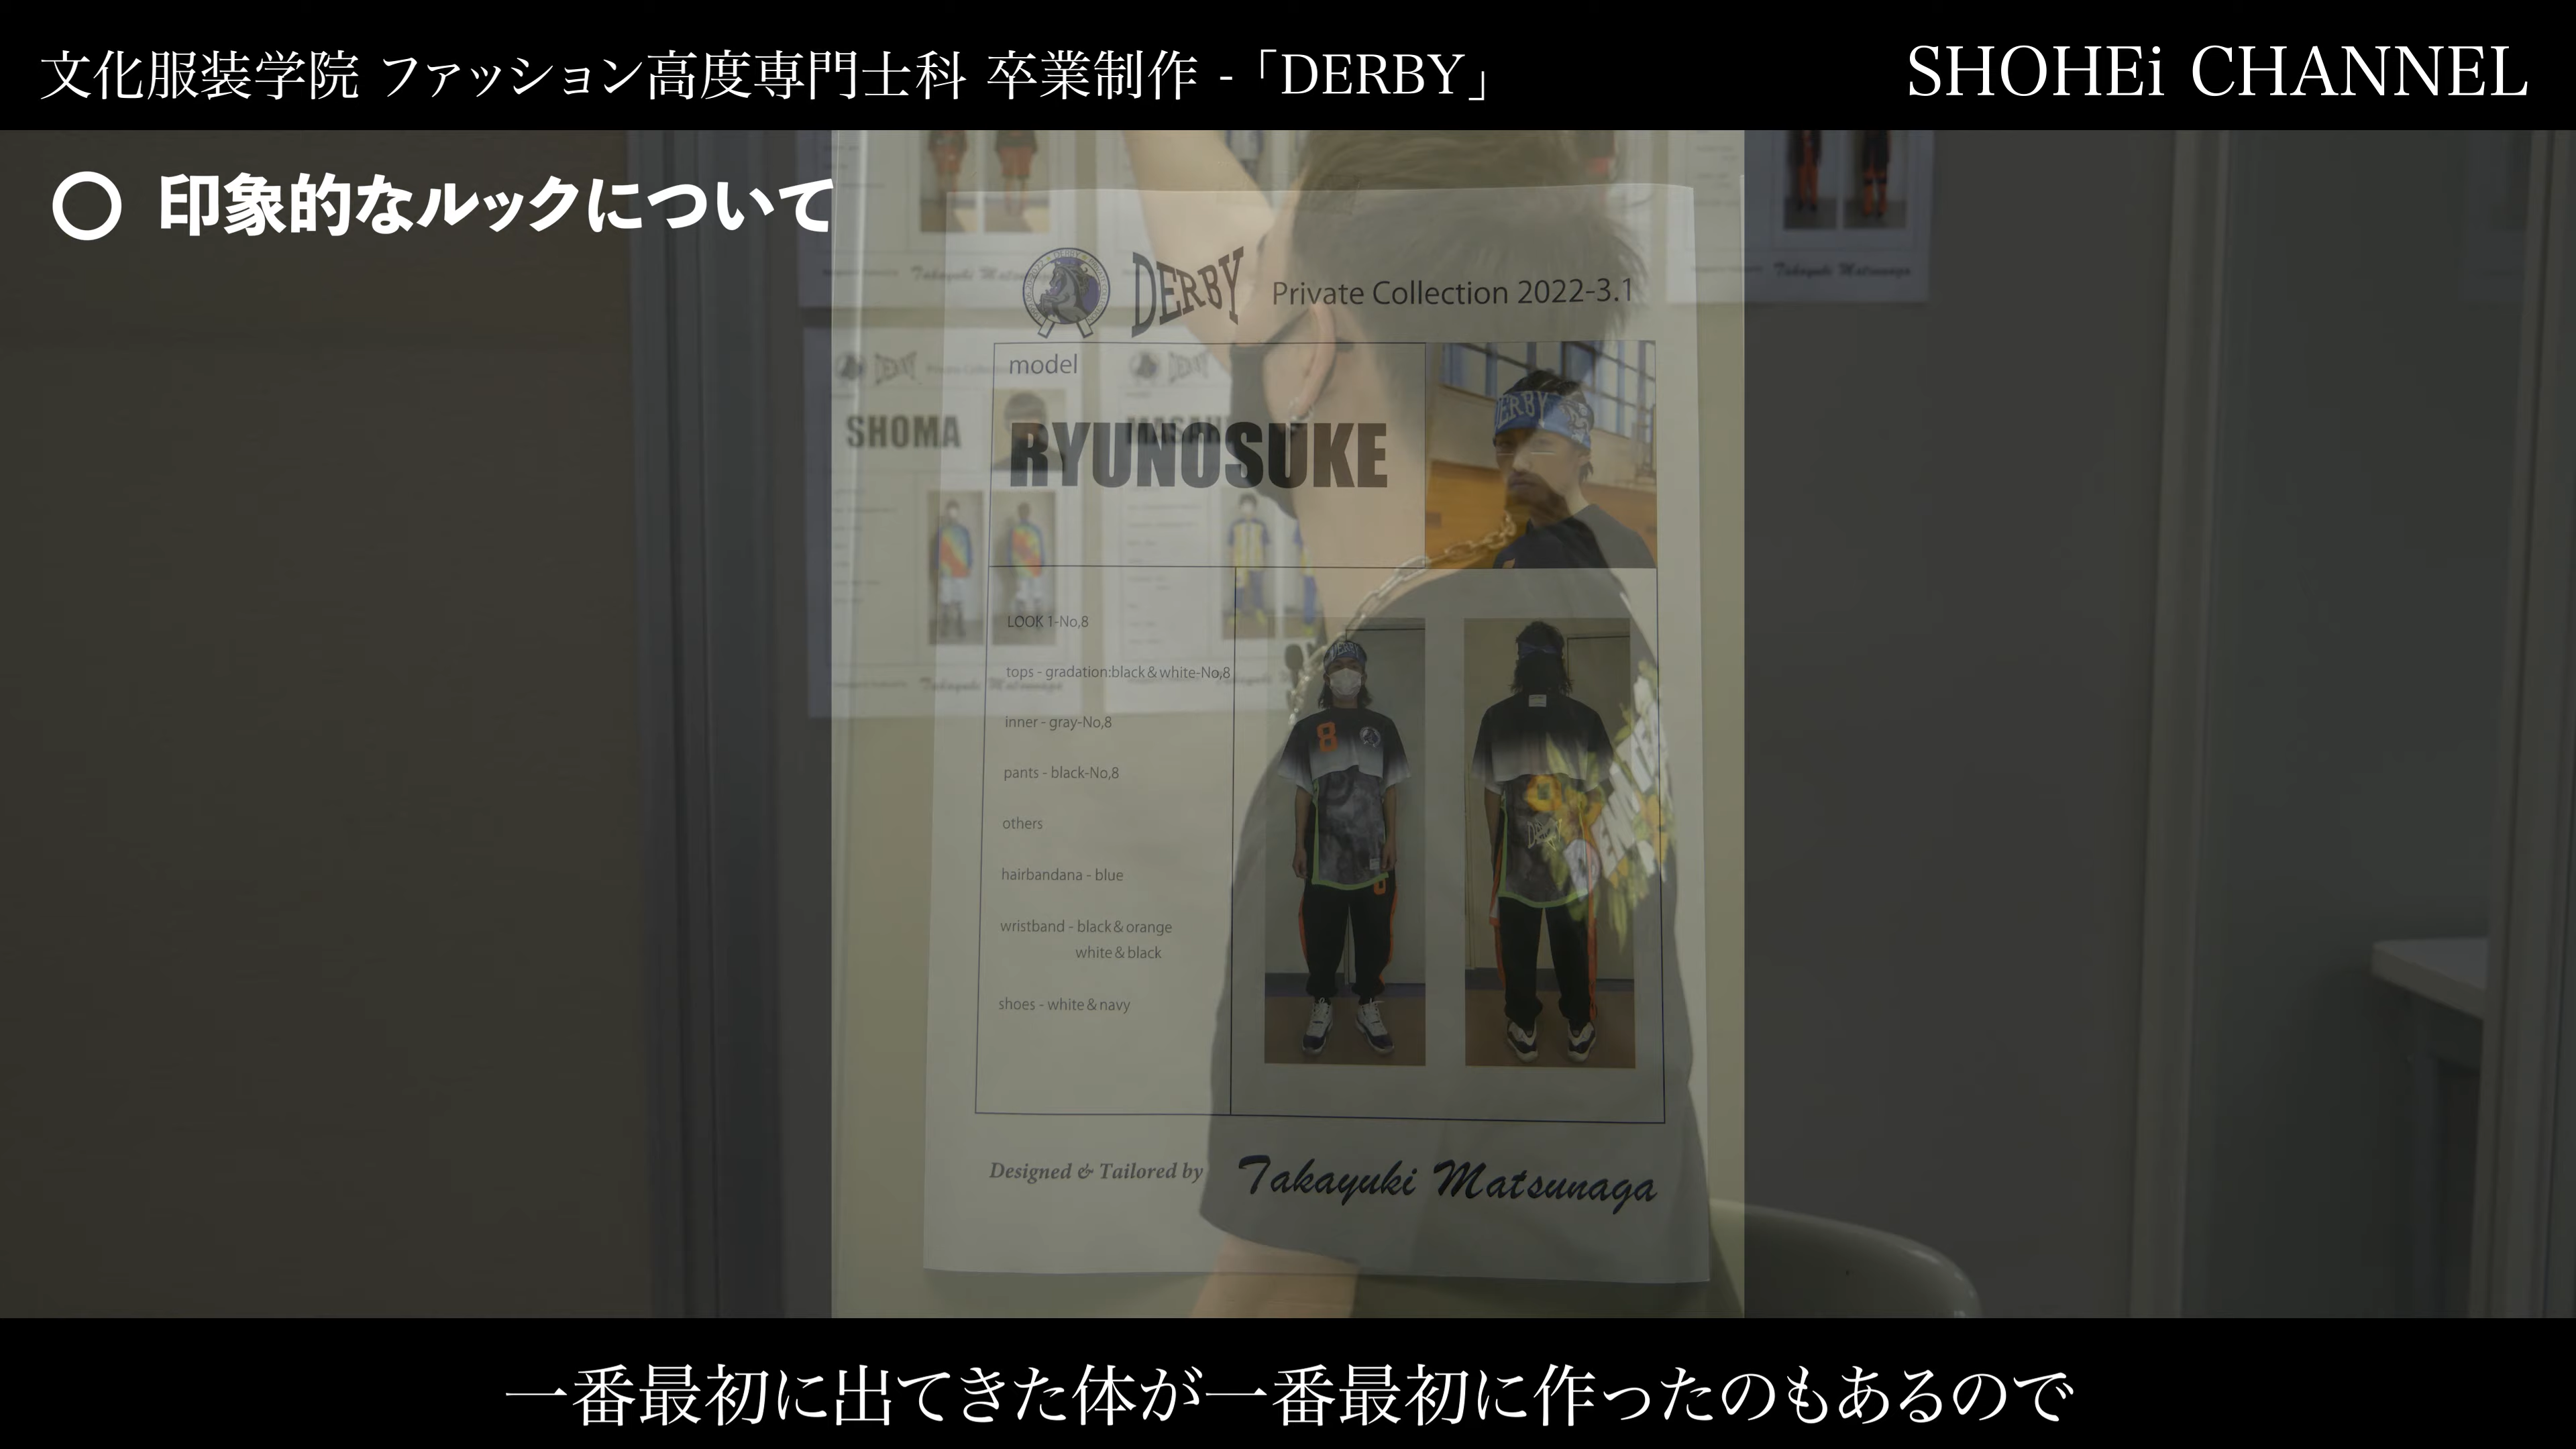 文化服装学院 ファッション高度専門士科 卒業制作 -「DERBY」
SHOHEi CHANNEL
○ 印象的なルックについて
DERBY Private Collection 2022-3.1
model
RYUNOSUKE
DERBY
SHOMA
LOOK 1-No,8
tops - gradation:black & white-No,8
inner - gray-No,8
pants - black-No,8
others
hairbandana - blue
wristband - black & orange
white & black
shoes - white & navy
8
Designed & Tailored by Takayuki Matsunaga
Takayuki Matsunaga
一番最初に出てきた体が一番最初に作ったのもあるので